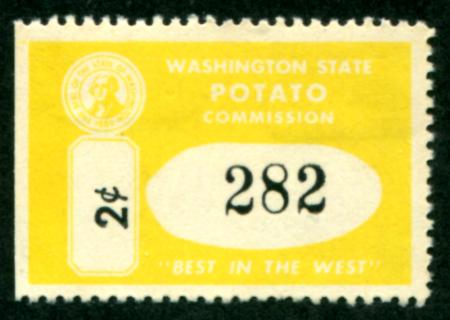 WASHINGTON STATE
POTATO
COMMISSION
282
2¢
"BEST IN THE WEST"